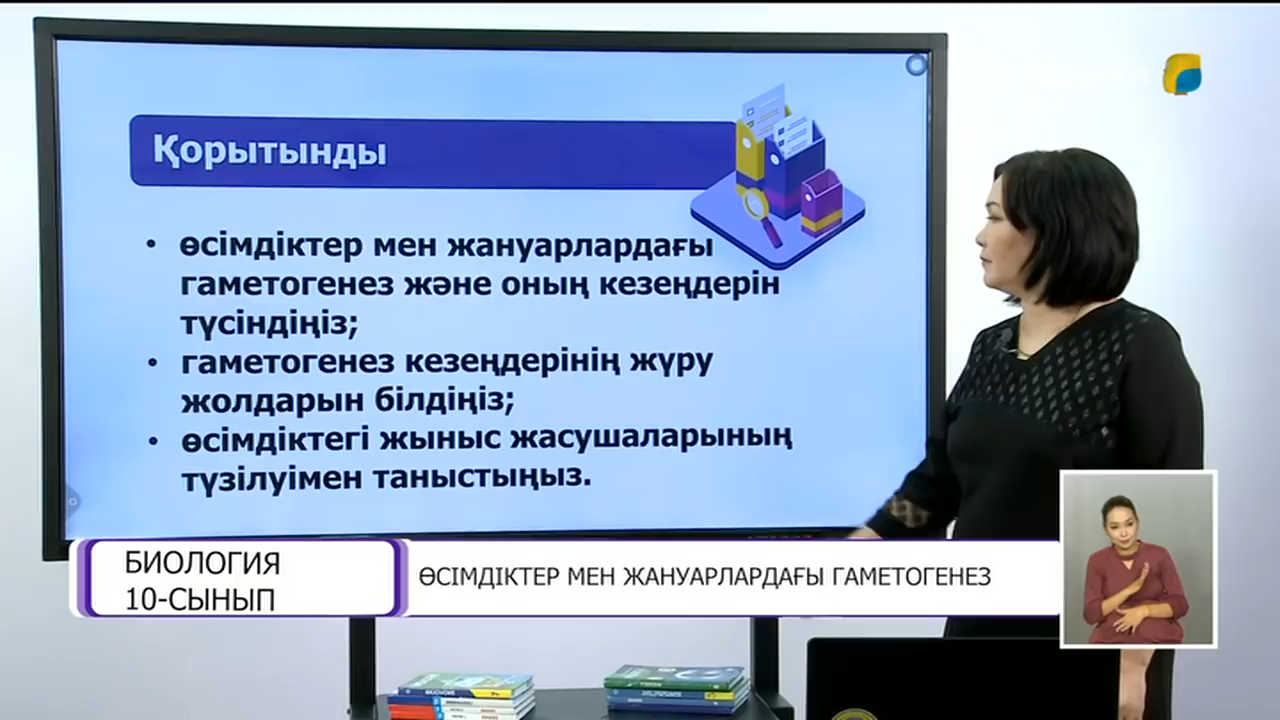 Қорытынды
• өсімдіктер мен жануарлардағы
гаметогенез және оның кезеңдерін
түсіндіңіз;
• гаметогенез кезеңдерінің жүру
жолдарын білдіңіз;
• өсімдіктегі жыныс жасушаларының
түзілуімен таныстыңыз.
БИОЛОГИЯ
10-СЫНЫП
ӨСІМДІКТЕР МЕН ЖАНУАРЛАРДАҒЫ ГАМЕТОГЕНЕЗ